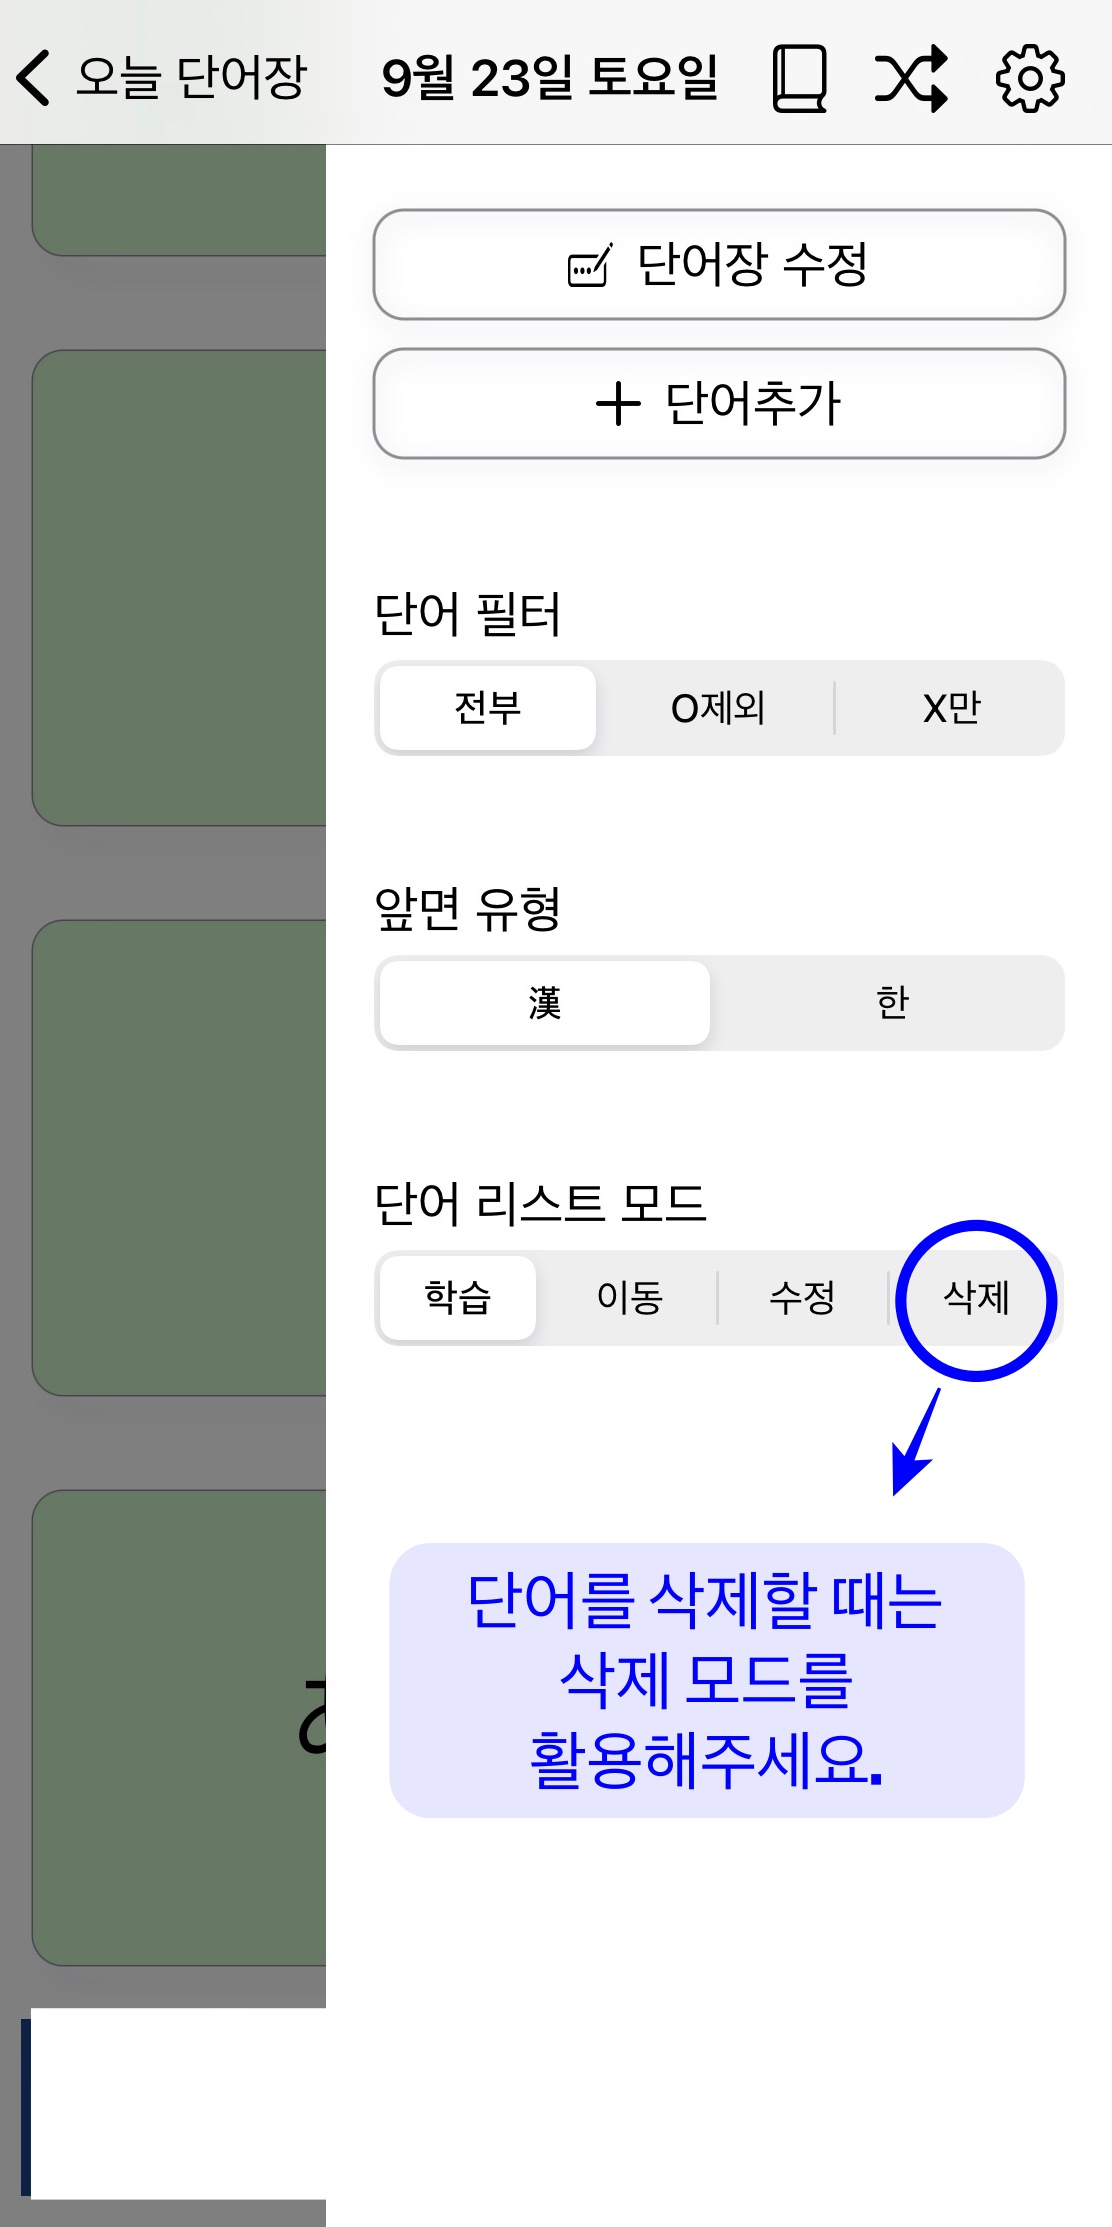 오늘 단어장
9월 23일 토요일
단어장 수정
단어추가
단어 필터
전부 O제외 X만
앞면 유형
漢 한
단어 리스트 모드
학습 이동 수정 삭제
단어를 삭제할 때는
삭제 모드를
활용해주세요.